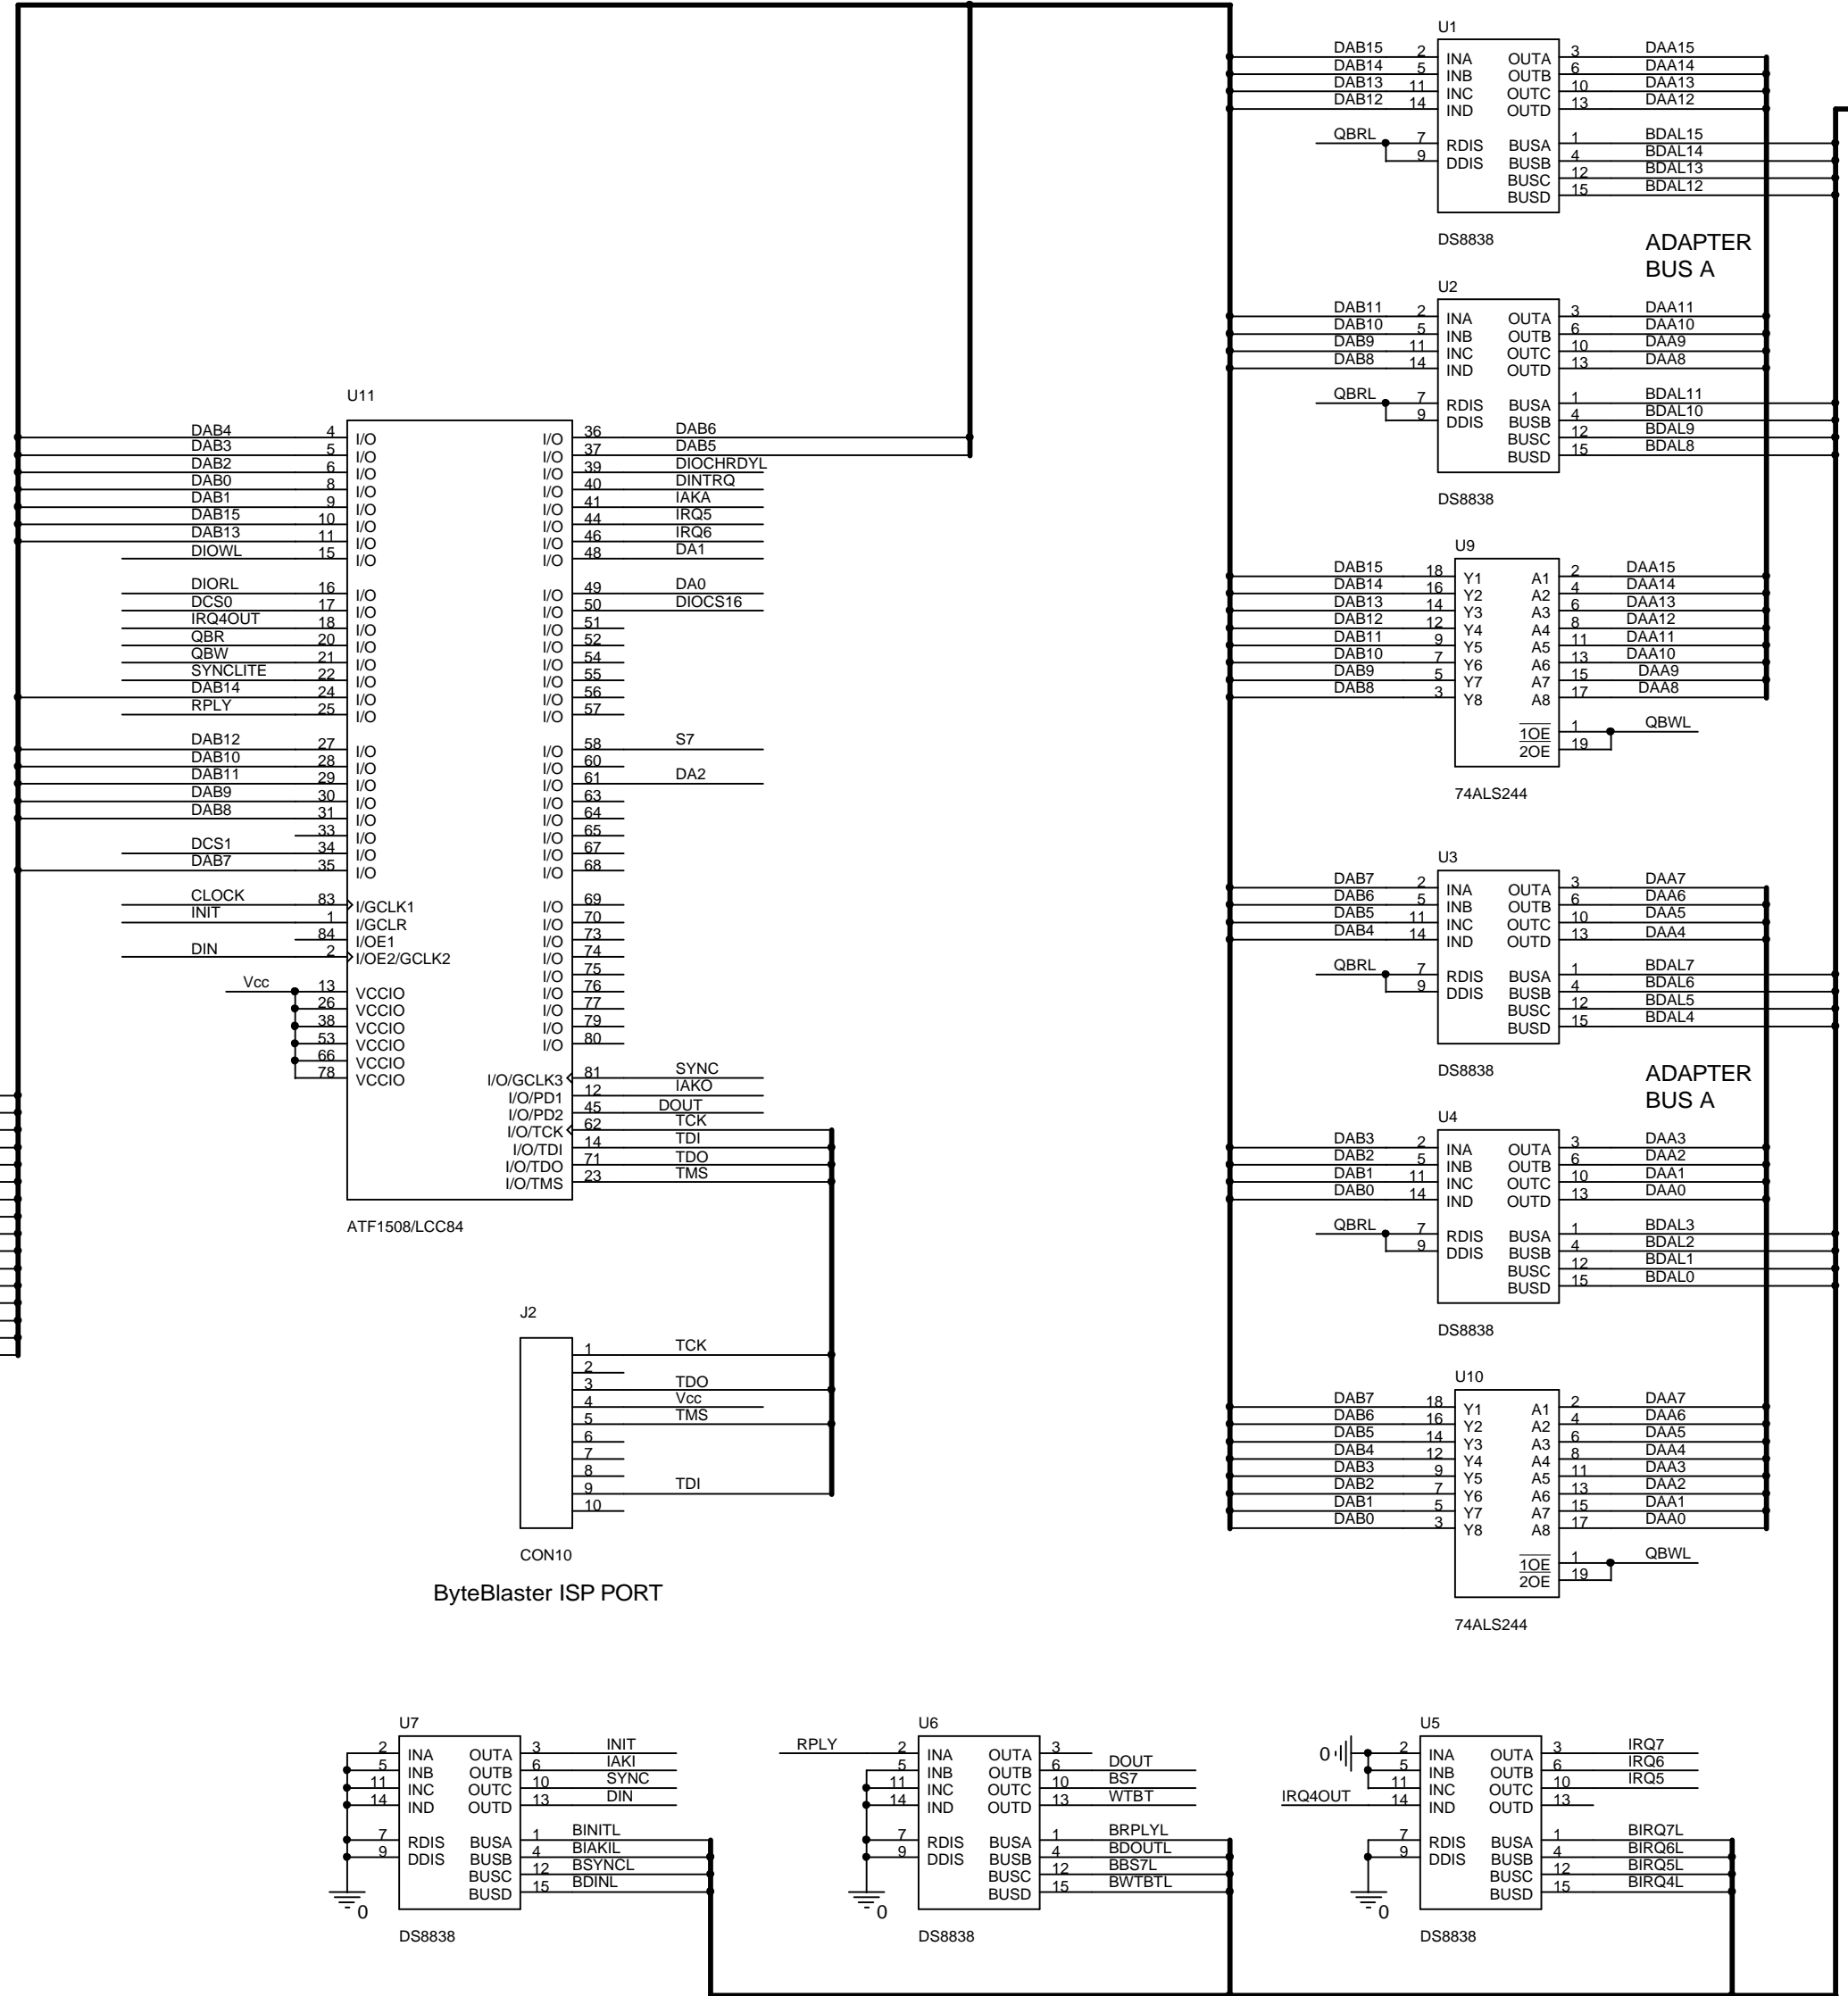 U1
DAB15 2 INA OUTA 3 DAA15
DAB14 5 INB OUTB 6 DAA14
DAB13 11 INC OUTC 10 DAA13
DAB12 14 IND OUTD 13 DAA12
QBRL 7 RDIS BUSA 1 BDAL15
9 DDIS BUSB 4 BDAL14
BUSC 12 BDAL13
BUSD 15 BDAL12
DS8838
ADAPTER
BUS A
U2
DAB11 2 INA OUTA 3 DAA11
DAB10 5 INB OUTB 6 DAA10
DAB9 11 INC OUTC 10 DAA9
DAB8 14 IND OUTD 13 DAA8
QBRL 7 RDIS BUSA 1 BDAL11
9 DDIS BUSB 4 BDAL10
BUSC 12 BDAL9
BUSD 15 BDAL8
DS8838
U9
DAB15 18 Y1 A1 2 DAA15
DAB14 16 Y2 A2 4 DAA14
DAB13 14 Y3 A3 6 DAA13
DAB12 12 Y4 A4 8 DAA12
DAB11 9 Y5 A5 11 DAA11
DAB10 7 Y6 A6 13 DAA10
DAB9 5 Y7 A7 15 DAA9
DAB8 3 Y8 A8 17 DAA8
1OE 1 QBWL
2OE 19
74ALS244
U3
DAB7 2 INA OUTA 3 DAA7
DAB6 5 INB OUTB 6 DAA6
DAB5 11 INC OUTC 10 DAA5
DAB4 14 IND OUTD 13 DAA4
QBRL 7 RDIS BUSA 1 BDAL7
9 DDIS BUSB 4 BDAL6
BUSC 12 BDAL5
BUSD 15 BDAL4
DS8838
ADAPTER
BUS A
U4
DAB3 2 INA OUTA 3 DAA3
DAB2 5 INB OUTB 6 DAA2
DAB1 11 INC OUTC 10 DAA1
DAB0 14 IND OUTD 13 DAA0
QBRL 7 RDIS BUSA 1 BDAL3
9 DDIS BUSB 4 BDAL2
BUSC 12 BDAL1
BUSD 15 BDAL0
DS8838
U10
DAB7 18 Y1 A1 2 DAA7
DAB6 16 Y2 A2 4 DAA6
DAB5 14 Y3 A3 6 DAA5
DAB4 12 Y4 A4 8 DAA4
DAB3 9 Y5 A5 11 DAA3
DAB2 7 Y6 A6 13 DAA2
DAB1 5 Y7 A7 15 DAA1
DAB0 3 Y8 A8 17 DAA0
1OE 1 QBWL
2OE 19
74ALS244
U11
DAB4 4 I/O I/O 36 DAB6
DAB3 5 I/O I/O 37 DAB5
DAB2 6 I/O I/O 39 DIOCHRDYL
DAB0 8 I/O I/O 40 DINTRQ
DAB1 9 I/O I/O 41 IAKA
DAB15 10 I/O I/O 44 IRQ5
DAB13 11 I/O I/O 46 IRQ6
DIOWL 15 I/O I/O 48 DA1
DIORL 16 I/O I/O 49 DA0
DCS0 17 I/O I/O 50 DIOCS16
IRQ4OUT 18 I/O I/O 51
QBR 20 I/O I/O 52
QBW 21 I/O I/O 54
SYNCLITE 22 I/O I/O 55
DAB14 24 I/O I/O 56
RPLY 25 I/O I/O 57
DAB12 27 I/O I/O 58 S7
DAB10 28 I/O I/O 60
DAB11 29 I/O I/O 61 DA2
DAB9 30 I/O I/O 63
DAB8 31 I/O I/O 64
33 I/O I/O 65
DCS1 34 I/O I/O 67
DAB7 35 I/O I/O 68
CLOCK 83 I/GCLK1 I/O 69
INIT 1 I/GCLR I/O 70
84 I/OE1 I/O 73
DIN 2 I/OE2/GCLK2 I/O 74
I/O 75
Vcc 13 VCCIO I/O 76
26 VCCIO I/O 77
38 VCCIO I/O 79
53 VCCIO I/O 80
66 VCCIO
78 VCCIO I/O/GCLK3 81 SYNC
I/O/PD1 12 IAKO
I/O/PD2 45 DOUT
I/O/TCK 62 TCK
I/O/TDI 14 TDI
I/O/TDO 71 TDO
I/O/TMS 23 TMS
ATF1508/LCC84
J2
1 TCK
2
3 TDO
4 Vcc
5 TMS
6
7
8
9 TDI
10
CON10
ByteBlaster ISP PORT
U7
2 INA OUTA 3 INIT
5 INB OUTB 6 IAKI
11 INC OUTC 10 SYNC
14 IND OUTD 13 DIN
7 RDIS BUSA 1 BINITL
9 DDIS BUSB 4 BIAKIL
BUSC 12 BSYNCL
BUSD 15 BDINL
0
DS8838
U6
RPLY 2 INA OUTA 3
5 INB OUTB 6 DOUT
11 INC OUTC 10 BS7
14 IND OUTD 13 WTBT
7 RDIS BUSA 1 BRPLYL
9 DDIS BUSB 4 BDOUTL
BUSC 12 BBS7L
BUSD 15 BWTBTL
0
DS8838
U5
0 2 INA OUTA 3 IRQ7
5 INB OUTB 6 IRQ6
11 INC OUTC 10 IRQ5
IRQ4OUT 14 IND OUTD 13
7 RDIS BUSA 1 BIRQ7L
9 DDIS BUSB 4 BIRQ6L
BUSC 12 BIRQ5L
BUSD 15 BIRQ4L
0
DS8838